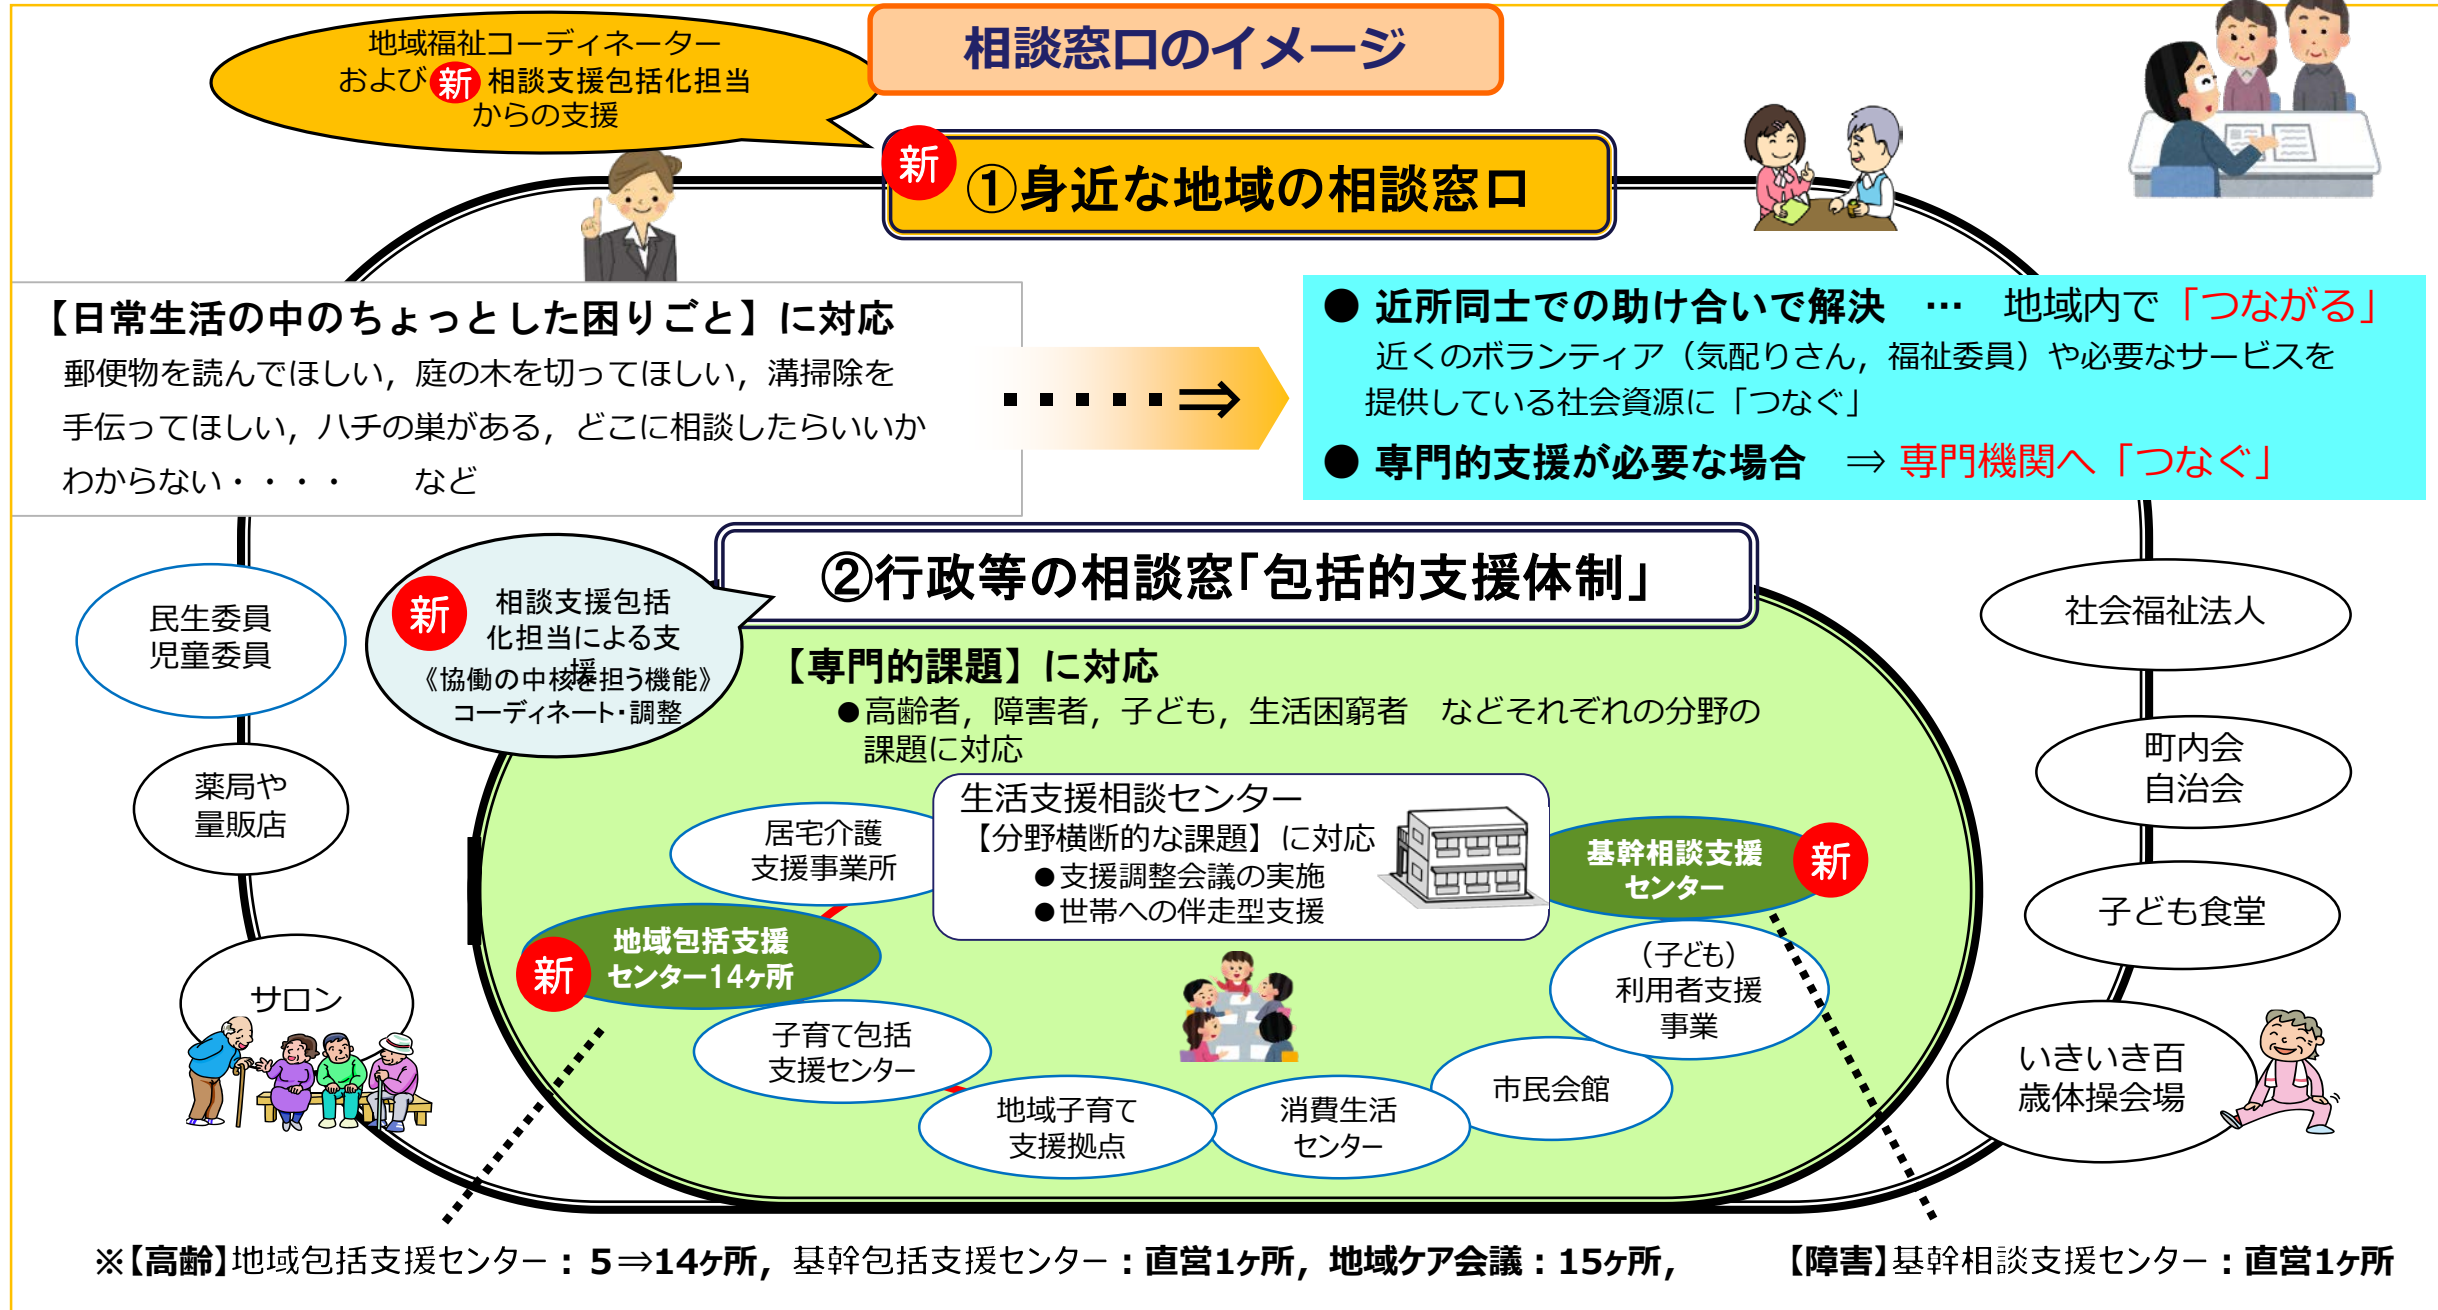 相談窓口のイメージ
地域福祉コーディネーター
および 新 相談支援包括化担当
からの支援
新
①身近な地域の相談窓口
【日常生活の中のちょっとした困りごと】に対応
郵便物を読んでほしい，庭の木を切ってほしい，溝掃除を
手伝ってほしい，ハチの巣がある，どこに相談したらいいか
わからない・・・・　　など
・・・・・⇒
● 近所同士での助け合いで解決　…　地域内で「つながる」
近くのボランティア（気配りさん，福祉委員）や必要なサービスを
提供している社会資源に「つなぐ」
● 専門的支援が必要な場合　⇒ 専門機関へ「つなぐ」
②行政等の相談窓「包括的支援体制」
新
相談支援包括
化担当による支
援
《協働の中核を担う機能》
コーディネート・調整
【専門的課題】に対応
●高齢者，障害者，子ども，生活困窮者　などそれぞれの分野の
課題に対応
民生委員
児童委員
薬局や
量販店
サロン
社会福祉法人
町内会
自治会
子ども食堂
いきいき百
歳体操会場
生活支援相談センター
【分野横断的な課題】に対応
●支援調整会議の実施
●世帯への伴走型支援
居宅介護
支援事業所
新
地域包括支援
センター14ヶ所
子育て包括
支援センター
地域子育て
支援拠点
消費生活
センター
市民会館
（子ども）
利用者支援
事業
基幹相談支援
センター
新
※【高齢】地域包括支援センター：5⇒14ヶ所，基幹包括支援センター：直営1ヶ所，地域ケア会議：15ヶ所，　【障害】基幹相談支援センター：直営1ヶ所